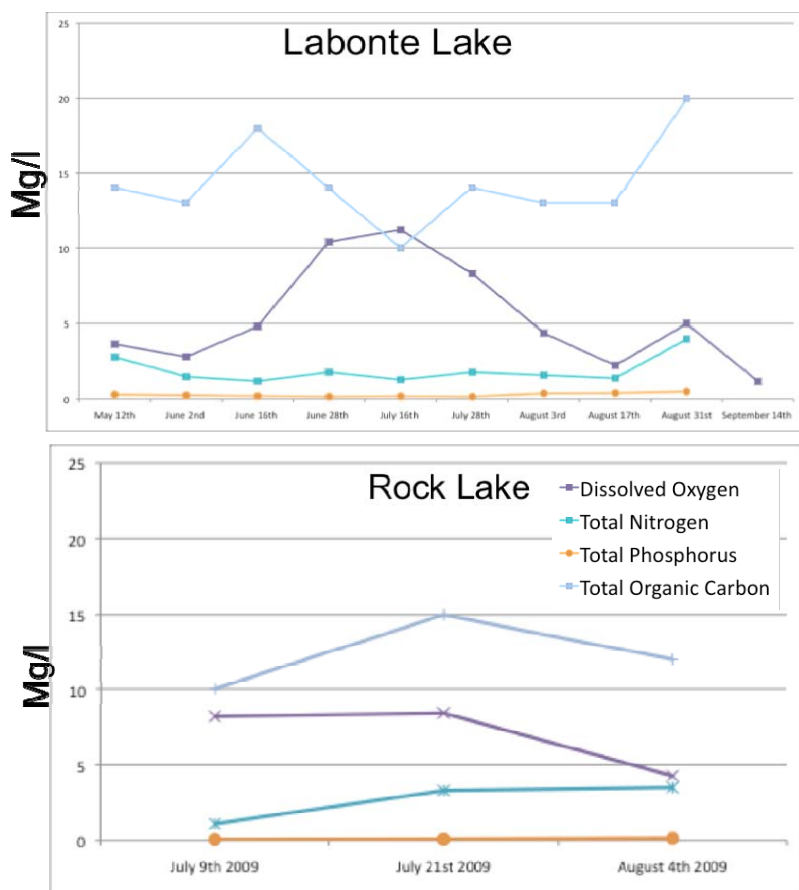 Labonte Lake
Mg/l
25
20
15
10
5
0
May 12th June 2nd June 16th June 28th July 16th July 28th August 3rd August 17th August 31st September 14th
Rock Lake
Mg/l
25
20
15
10
5
0
Dissolved Oxygen
Total Nitrogen
Total Phosphorus
Total Organic Carbon
July 9th 2009 July 21st 2009 August 4th 2009